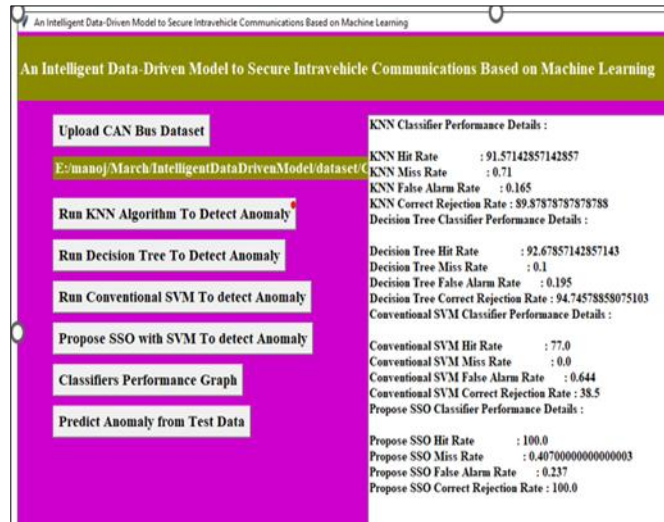 An Intelligent Data-Driven Model to Secure Intravehicle Communications Based on Machine Learning
An Intelligent Data-Driven Model to Secure Intravehicle Communications Based on Machine Learning
Upload CAN Bus Dataset
E:/manoj/March/IntelligentDataDrivenModel/dataset/C
Run KNN Algorithm To Detect Anomaly
Run Decision Tree To Detect Anomaly
Run Conventional SVM To detect Anomaly
Propose SSO with SVM To detect Anomaly
Classifiers Performance Graph
Predict Anomaly from Test Data
KNN Classifier Performance Details :
KNN Hit Rate : 91.57142857142857
KNN Miss Rate : 0.71
KNN False Alarm Rate : 0.165
KNN Correct Rejection Rate : 89.87878787878788
Decision Tree Classifier Performance Details :
Decision Tree Hit Rate : 92.67857142857143
Decision Tree Miss Rate : 0.1
Decision Tree False Alarm Rate : 0.195
Decision Tree Correct Rejection Rate : 94.74578858075103
Conventional SVM Classifier Performance Details :
Conventional SVM Hit Rate : 77.0
Conventional SVM Miss Rate : 0.0
Conventional SVM False Alarm Rate : 0.644
Conventional SVM Correct Rejection Rate : 38.5
Propose SSO Classifier Performance Details :
Propose SSO Hit Rate : 100.0
Propose SSO Miss Rate : 0.40700000000000003
Propose SSO False Alarm Rate : 0.237
Propose SSO Correct Rejection Rate : 100.0